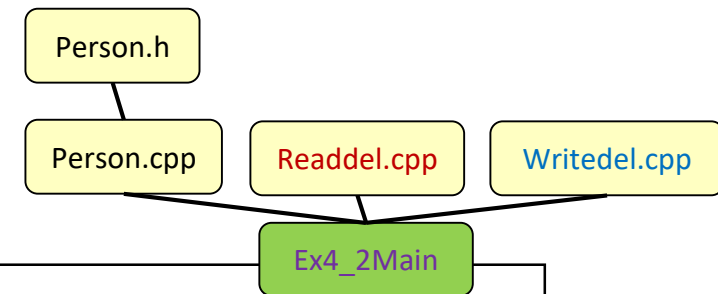 Person.h
Person.cpp
Readdel.cpp
Writedel.cpp
Ex4_2Main